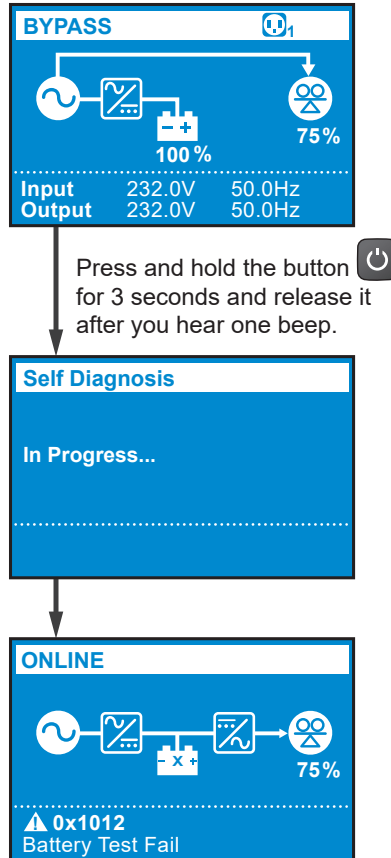 BYPASS 1
75%
100 %
Input 232.0V 50.0Hz
Output 232.0V 50.0Hz
Press and hold the button
for 3 seconds and release it
after you hear one beep.
Self Diagnosis
In Progress...
ONLINE
- x +
75%
0x1012
Battery Test Fail